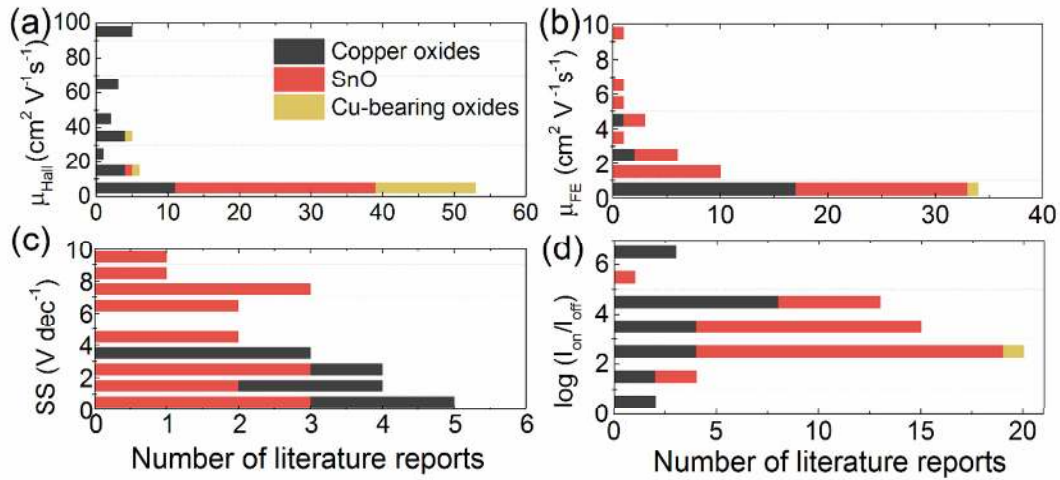 (a)
μHall (cm² V⁻¹s⁻¹)
100
80
60
40
20
0
0 10 20 30 40 50 60
Copper oxides
SnO
Cu-bearing oxides
(b)
μFE (cm² V⁻¹s⁻¹)
10
8
6
4
2
0
0 10 20 30 40
(c)
SS (V dec⁻¹)
10
8
6
4
2
0
0 1 2 3 4 5 6
Number of literature reports
(d)
log (Ion/Ioff)
6
4
2
0
0 5 10 15 20
Number of literature reports